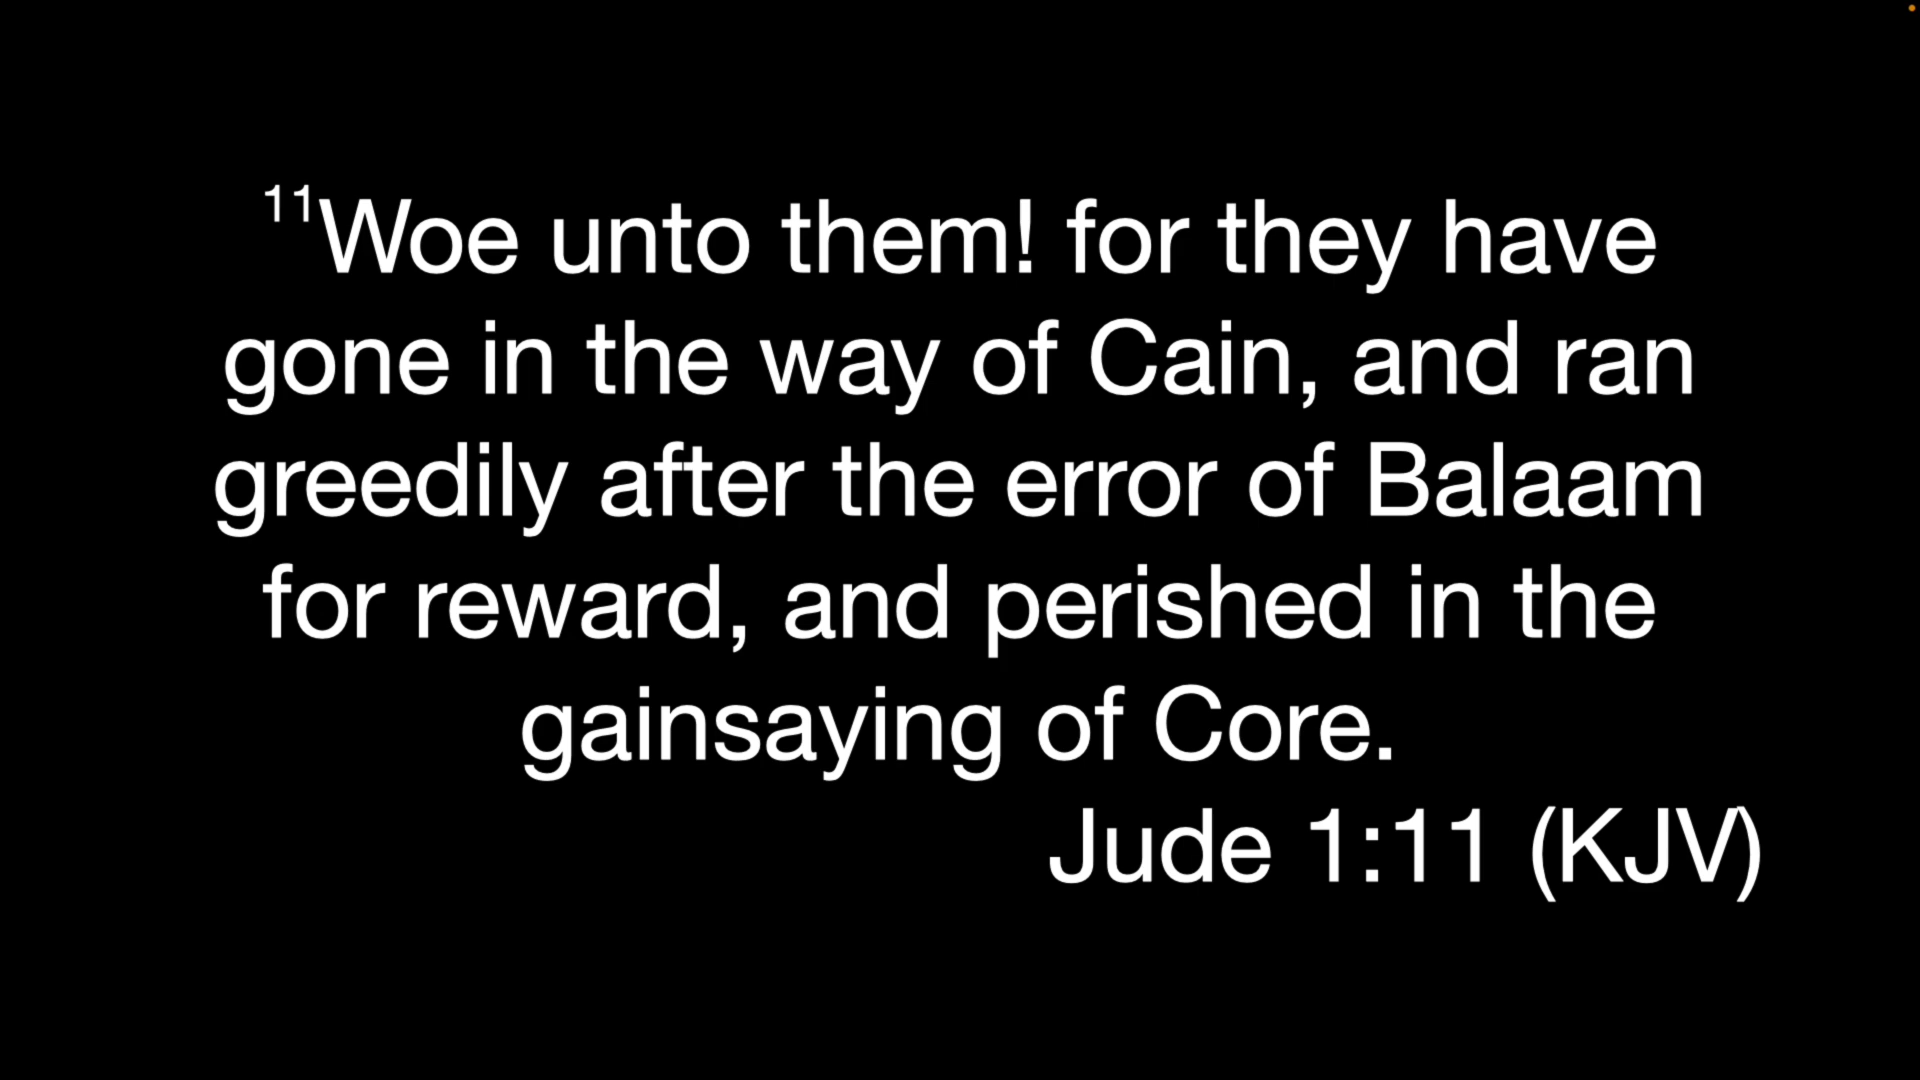 11Woe unto them! for they have
gone in the way of Cain, and ran
greedily after the error of Balaam
for reward, and perished in the
gainsaying of Core.
Jude 1:11 (KJV)